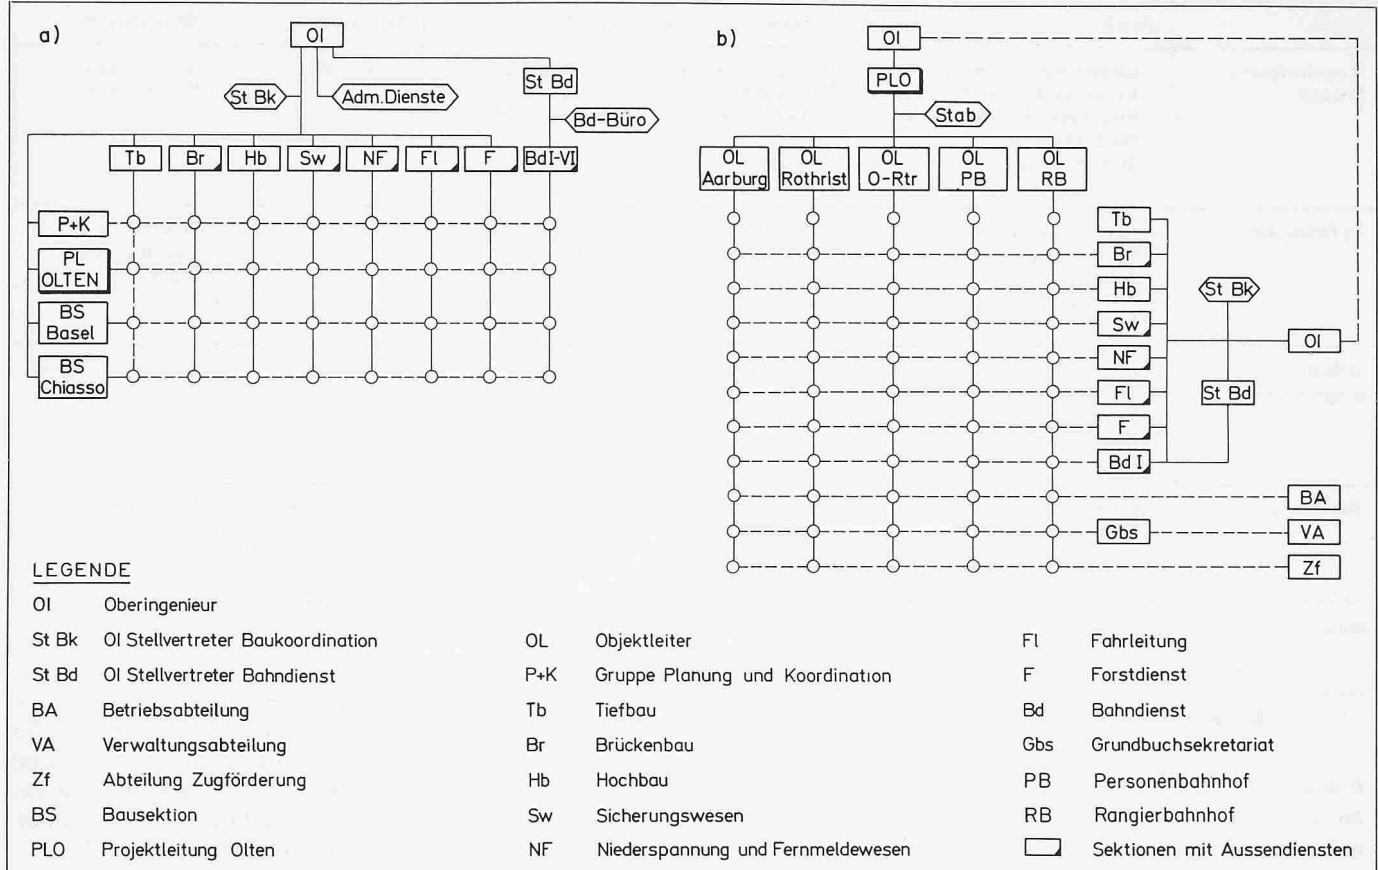 a)
OI
St Bk
Adm.Dienste
St Bd
Bd-Büro
Tb
Br
Hb
Sw
NF
Fl
F
Bd I-VI
P+K
PL
OLTEN
BS
Basel
BS
Chiasso
b)
OI
PLO
Stab
OL
Aarburg
OL
Rothrist
OL
O-Rtr
OL
PB
OL
RB
Tb
Br
Hb
Sw
NF
Fl
F
Bd I
St Bk
OI
St Bd
BA
Gbs
VA
Zf
LEGENDE
OI Oberingenieur
St Bk OI Stellvertreter Baukoordination
St Bd OI Stellvertreter Bahndienst
BA Betriebsabteilung
VA Verwaltungsabteilung
Zf Abteilung Zugförderung
BS Bausektion
PLO Projektleitung Olten
OL Objektleiter
P+K Gruppe Planung und Koordination
Tb Tiefbau
Br Brückenbau
Hb Hochbau
Sw Sicherungswesen
NF Niederspannung und Fernmeldewesen
Fl Fahrleitung
F Forstdienst
Bd Bahndienst
Gbs Grundbuchsekretariat
PB Personenbahnhof
RB Rangierbahnhof
Sektionen mit Aussendiensten